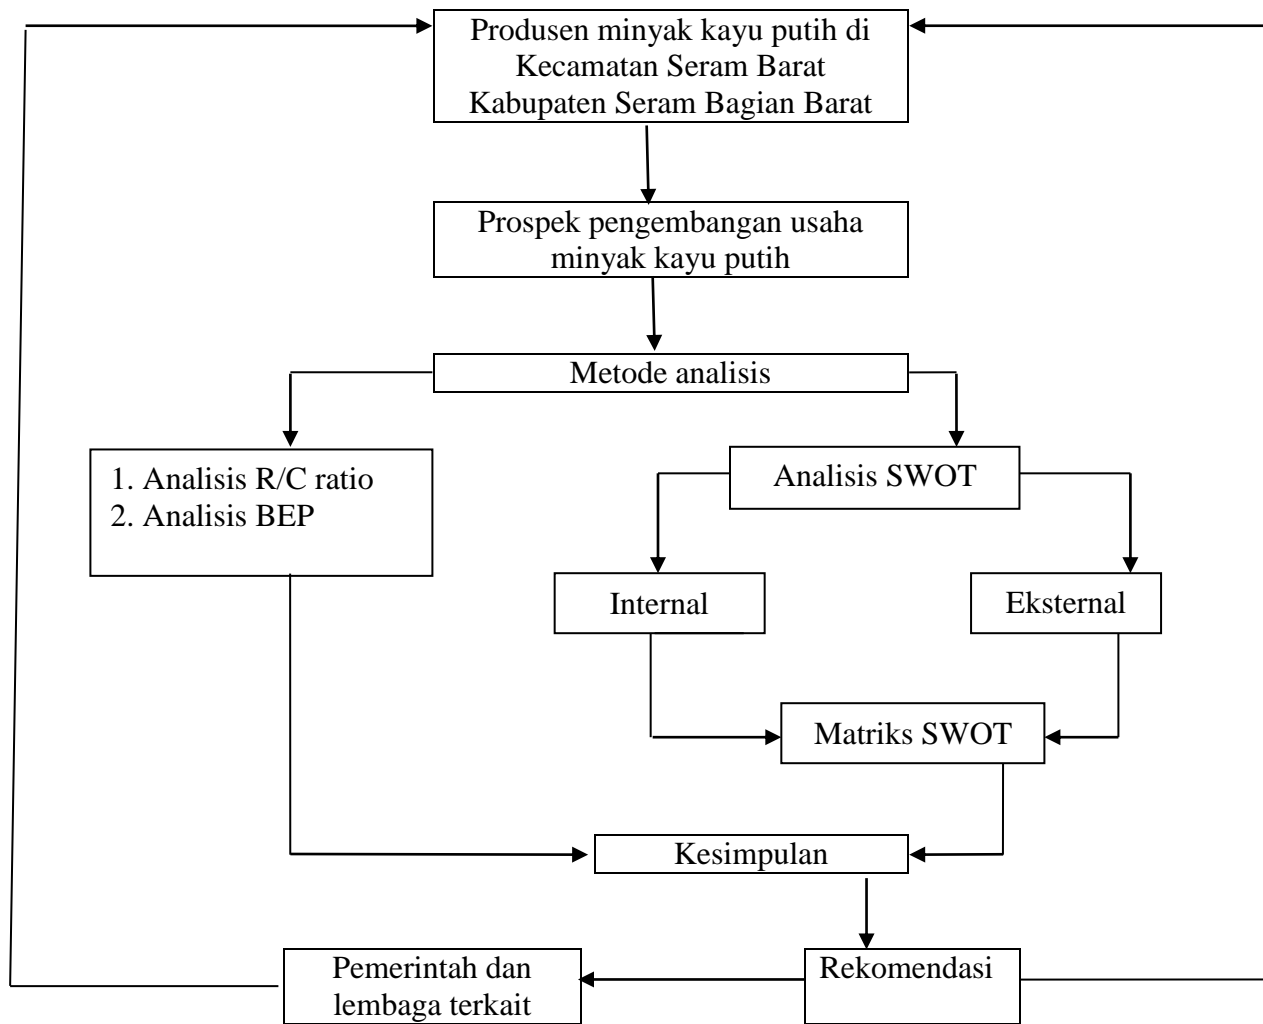 Produsen minyak kayu putih di
Kecamatan Seram Barat
Kabupaten Seram Bagian Barat
Prospek pengembangan usaha
minyak kayu putih
Metode analisis
1. Analisis R/C ratio
2. Analisis BEP
Analisis SWOT
Internal
Eksternal
Matriks SWOT
Kesimpulan
Pemerintah dan
lembaga terkait
Rekomendasi